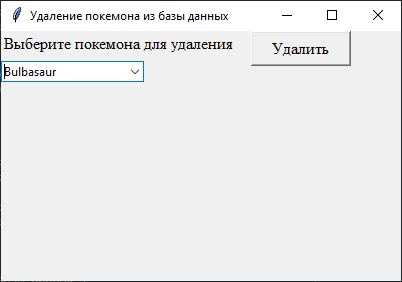 Удаление покемона из базы данных
Выберите покемона для удаления
Удалить
Bulbasaur